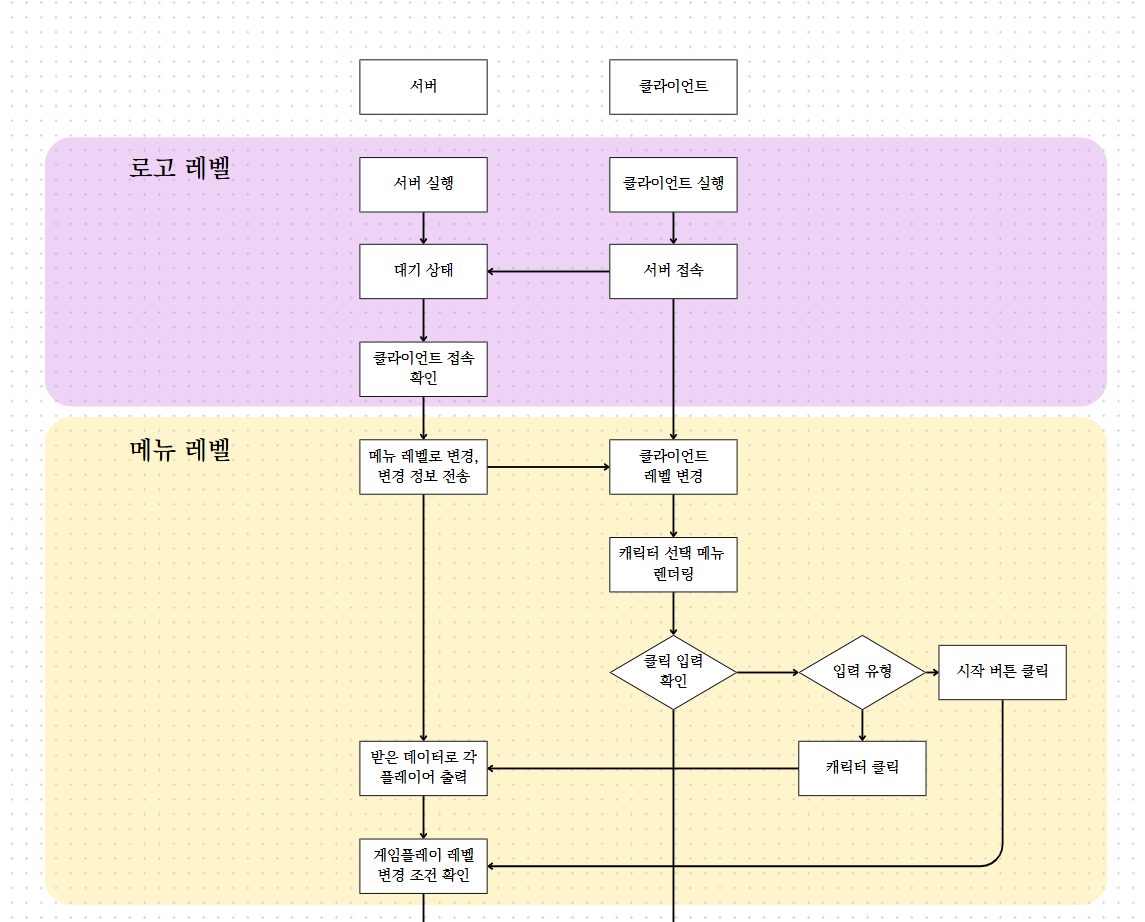 서버
클라이언트
로고 레벨
서버 실행
클라이언트 실행
대기 상태
서버 접속
클라이언트 접속
확인
메뉴 레벨
메뉴 레벨로 변경,
변경 정보 전송
클라이언트
레벨 변경
캐릭터 선택 메뉴
렌더링
클릭 입력
확인
입력 유형
시작 버튼 클릭
받은 데이터로 각
플레이어 출력
캐릭터 클릭
게임플레이 레벨
변경 조건 확인